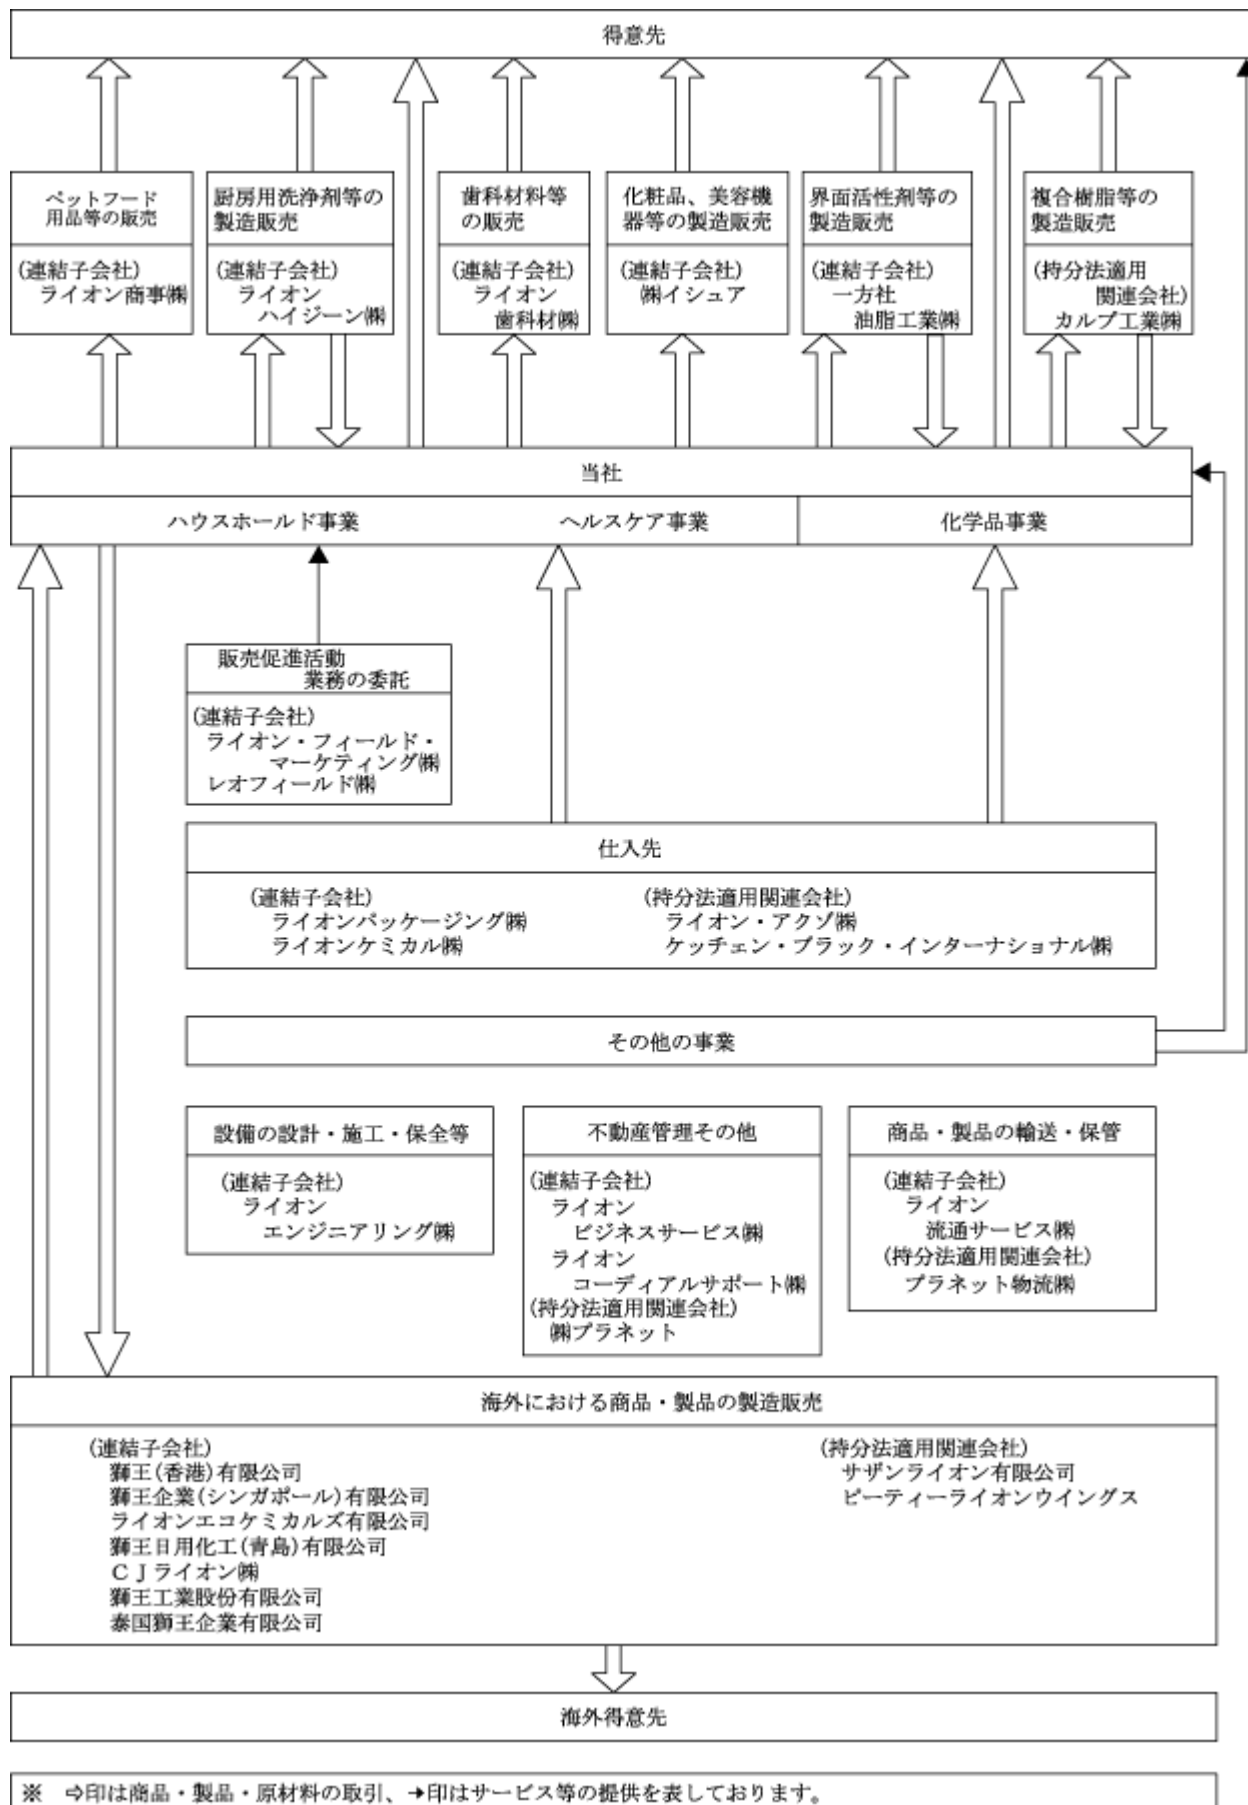 得意先
ペットフード
用品等の販売
(連結子会社)
ライオン商事㈱
厨房用洗浄剤等の
製造販売
(連結子会社)
ライオン
ハイジーン㈱
歯科材料等
の販売
(連結子会社)
ライオン
歯科材㈱
化粧品、美容機
器等の製造販売
(連結子会社)
㈱イシュア
界面活性剤等の
製造販売
(連結子会社)
一方社
油脂工業㈱
複合樹脂等の
製造販売
(持分法適用
関連会社)
カルプ工業㈱
当社
ハウスホールド事業
ヘルスケア事業
化学品事業
販売促進活動
業務の委託
(連結子会社)
ライオン・フィールド・
マーケティング㈱
レオフィールド㈱
仕入先
(連結子会社)
ライオンパッケージング㈱
ライオンケミカル㈱
(持分法適用関連会社)
ライオン・アクゾ㈱
ケッチェン・ブラック・インターナショナル㈱
その他の事業
設備の設計・施工・保全等
(連結子会社)
ライオン
エンジニアリング㈱
不動産管理その他
(連結子会社)
ライオン
ビジネスサービス㈱
ライオン
コーディアルサポート㈱
(持分法適用関連会社)
㈱プラネット
商品・製品の輸送・保管
(連結子会社)
ライオン
流通サービス㈱
(持分法適用関連会社)
プラネット物流㈱
海外における商品・製品の製造販売
(連結子会社)
獅王(香港)有限公司
獅王企業(シンガポール)有限公司
ライオンエコケミカルズ有限公司
獅王日用化工(青島)有限公司
ＣＪライオン㈱
獅王工業股份有限公司
泰国獅王企業有限公司
(持分法適用関連会社)
サザンライオン有限公司
ピーティーライオンウイングス
海外得意先
※　⇨印は商品・製品・原材料の取引、→印はサービス等の提供を表しております。